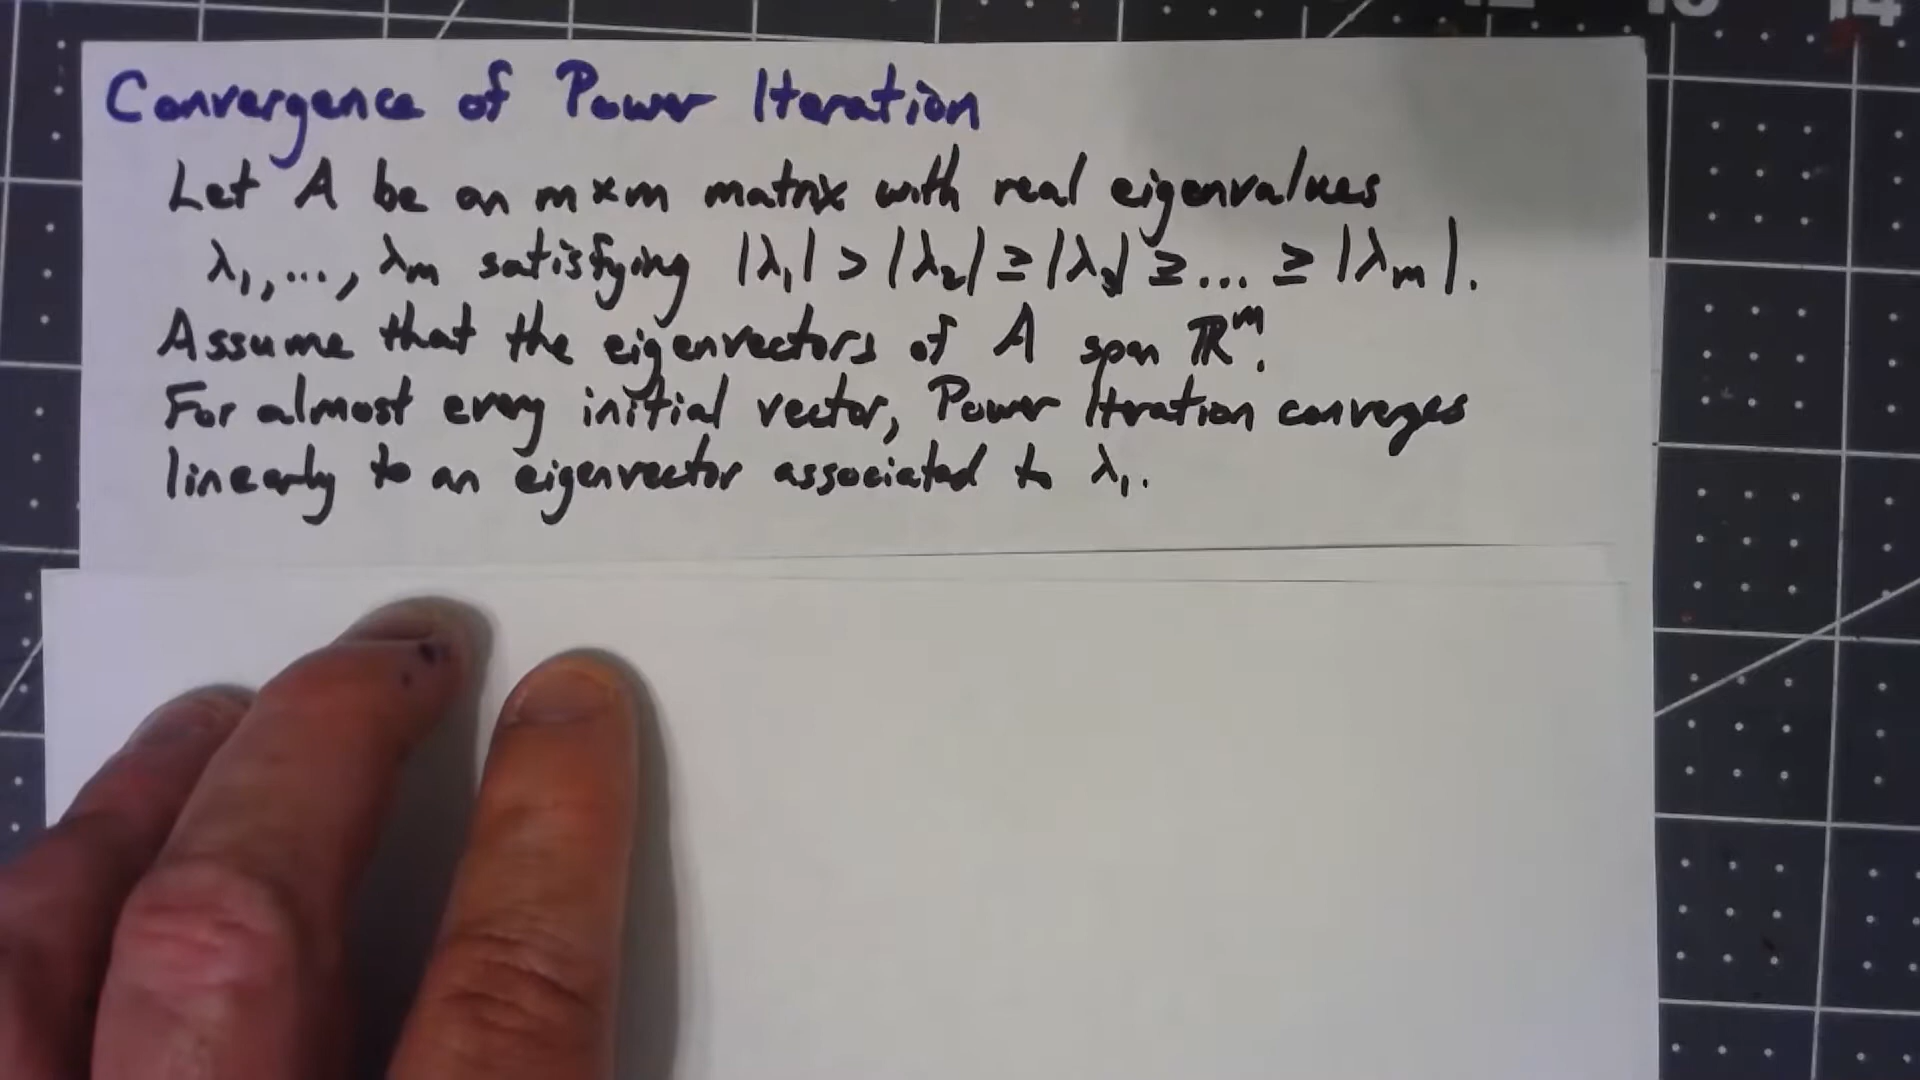 Convergence of Power Iteration
Let A be an m×m matrix with real eigenvalues
λ₁, ..., λₘ satisfying |λ₁| > |λ₂| ≥ |λ₃| ≥ ... ≥ |λₘ|.
Assume that the eigenvectors of A span ℝᵐ.
For almost every initial vector, Power Itration converges
linearly to an eigenvector associated to λ₁.